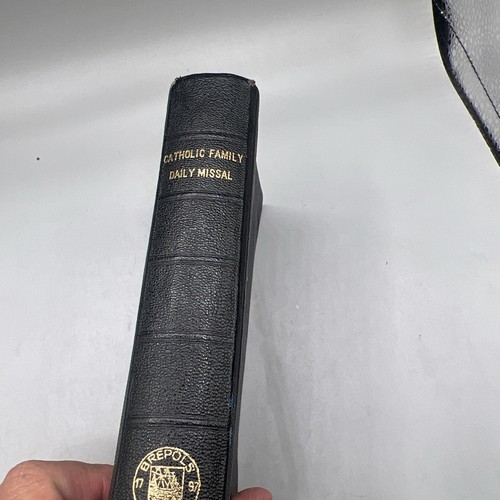 CATHOLIC FAMILY
DAILY MISSAL
BREPOLS
17 97